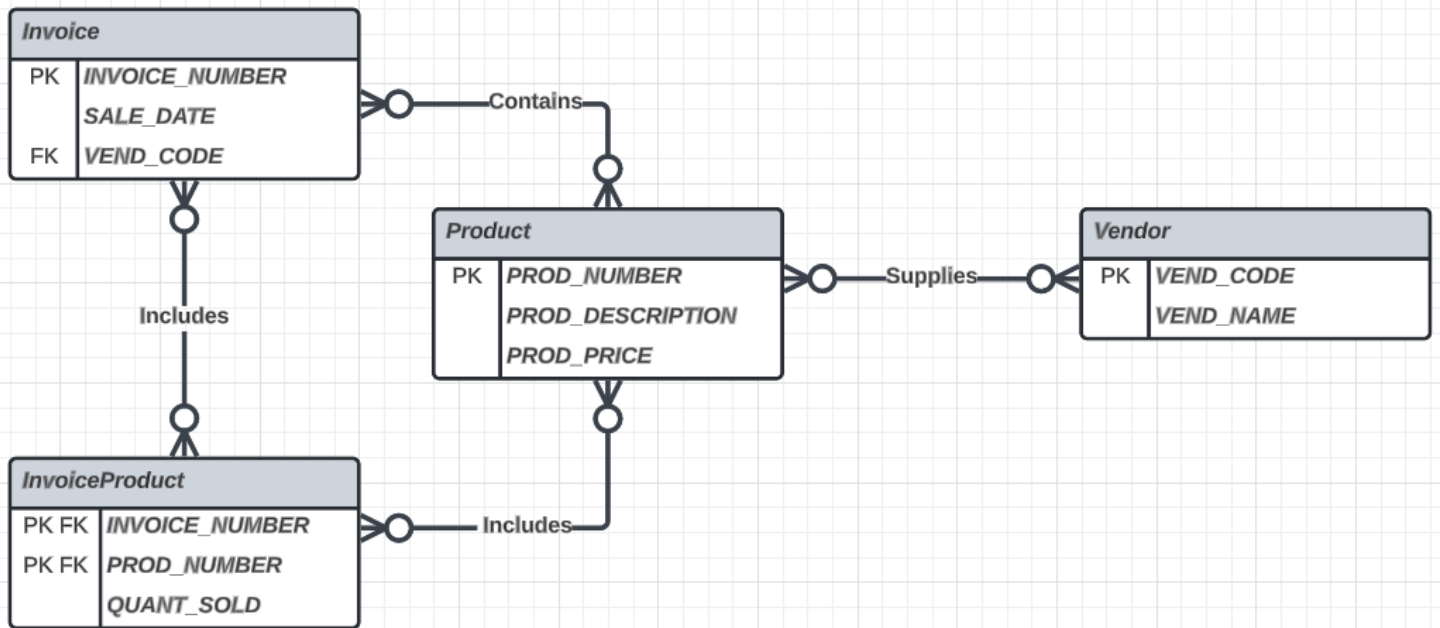 Invoice
PK INVOICE_NUMBER
SALE_DATE
FK VEND_CODE
Contains
Product
PK PROD_NUMBER
PROD_DESCRIPTION
PROD_PRICE
Supplies
Vendor
PK VEND_CODE
VEND_NAME
Includes
InvoiceProduct
PK FK INVOICE_NUMBER
PK FK PROD_NUMBER
QUANT_SOLD
Includes